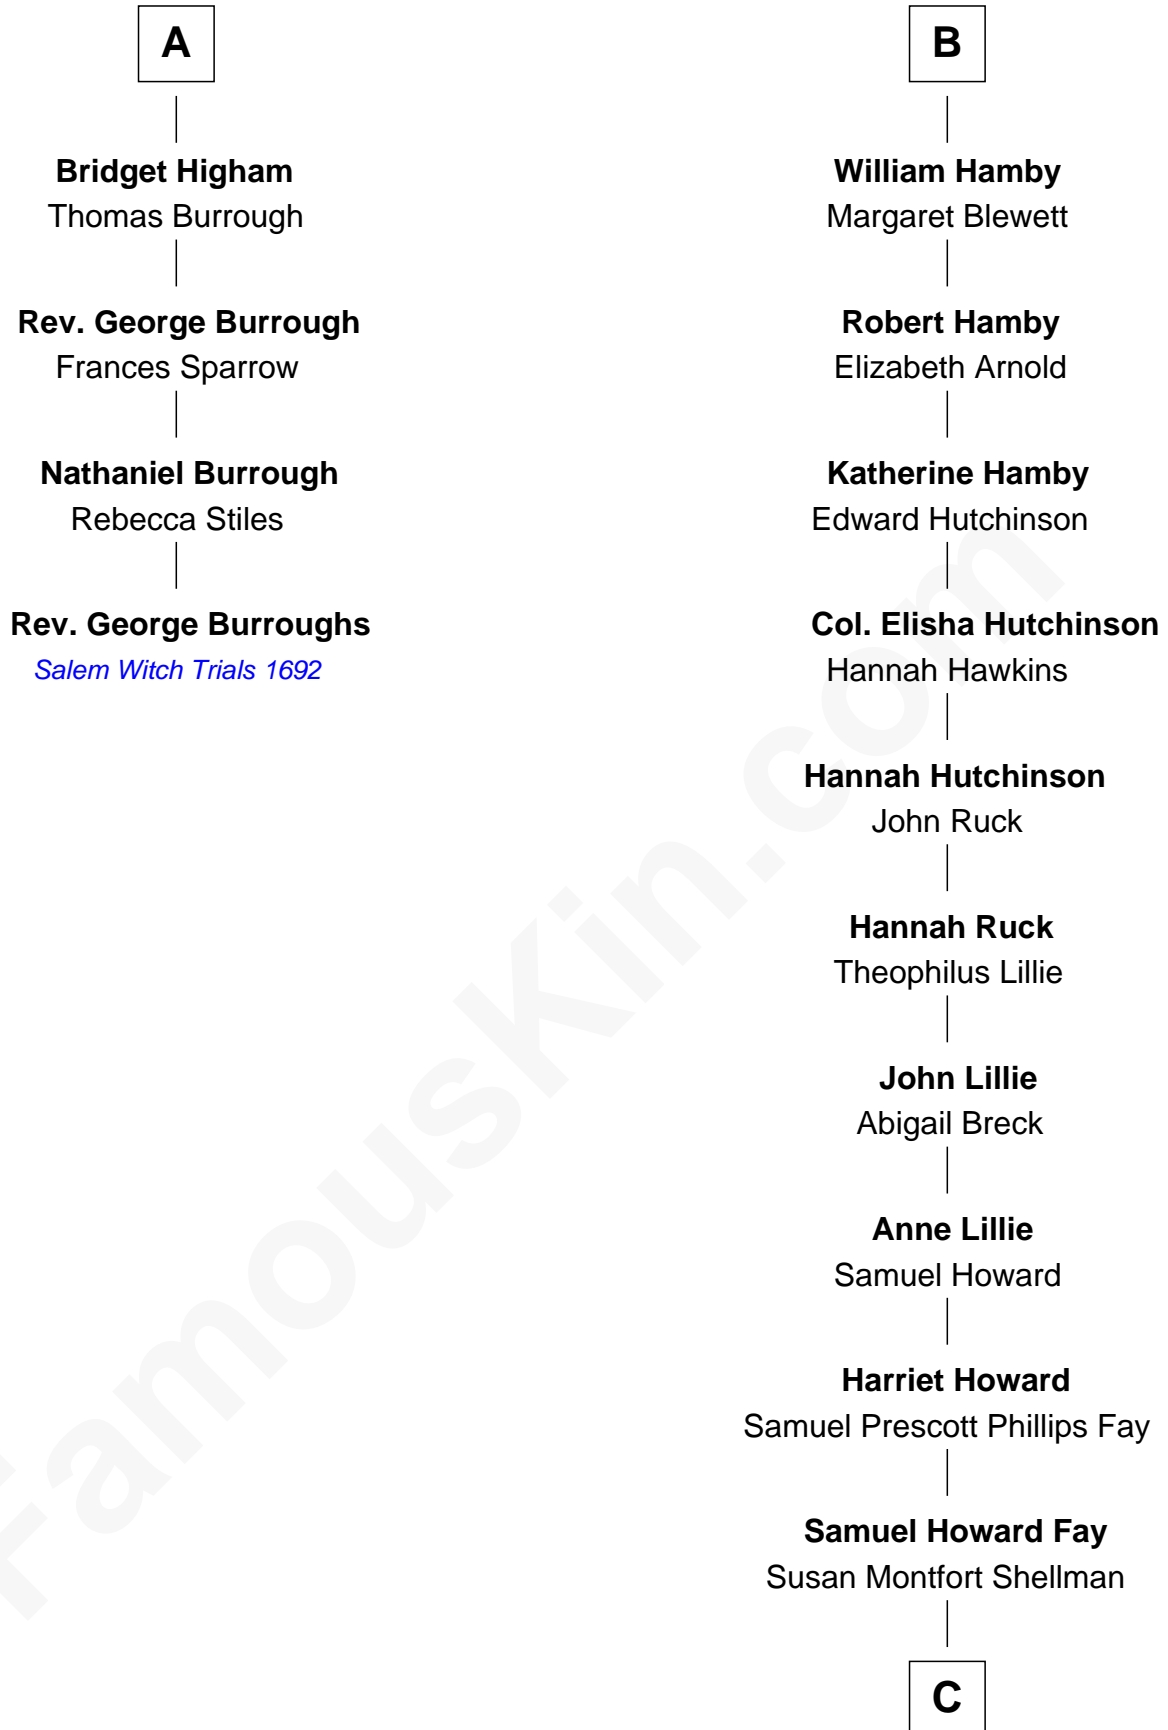 A
Bridget Higham
Thomas Burrough
Rev. George Burrough
Frances Sparrow
Nathaniel Burrough
Rebecca Stiles
Rev. George Burroughs
Salem Witch Trials 1692
B
William Hamby
Margaret Blewett
Robert Hamby
Elizabeth Arnold
Katherine Hamby
Edward Hutchinson
Col. Elisha Hutchinson
Hannah Hawkins
Hannah Hutchinson
John Ruck
Hannah Ruck
Theophilus Lillie
John Lillie
Abigail Breck
Anne Lillie
Samuel Howard
Harriet Howard
Samuel Prescott Phillips Fay
Samuel Howard Fay
Susan Montfort Shellman
C
FamousKin.com